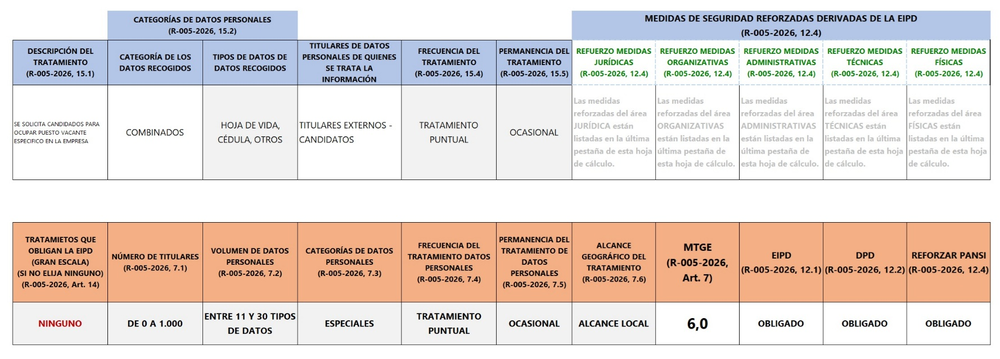 CATEGORÍAS DE DATOS PERSONALES
(R-005-2026, 15.2)
MEDIDAS DE SEGURIDAD REFORZADAS DERIVADAS DE LA EIPD
(R-005-2026, 12.4)
DESCRIPCIÓN DEL
TRATAMIENTO
(R-005-2026, 15.1)
CATEGORÍA DE LOS
DATOS RECOGIDOS
TIPOS DE DATOS DE
DATOS RECOGIDOS
TITULARES DE DATOS
PERSONALES DE QUIENES
SE TRATA LA
INFORMACIÓN
FRECUENCIA DEL
TRATAMIENTO
(R-005-2026, 15.4)
PERMANENCIA DEL
TRATAMIENTO
(R-005-2026, 15.5)
REFUERZO MEDIDAS
JURÍDICAS
(R-005-2026, 12.4)
REFUERZO MEDIDAS
ORGANIZATIVAS
(R-005-2026, 12.4)
REFUERZO MEDIDAS
ADMINISTRATIVAS
(R-005-2026, 12.4)
REFUERZO MEDIDAS
TÉCNICAS
(R-005-2026, 12.4)
REFUERZO MEDIDAS
FÍSICAS
(R-005-2026, 12.4)
SE SOLICITA CANDIDADOS PARA
OCUPAR PUESTO VACANTE
ESPECIFICO EN LA EMPRESA
COMBINADOS
HOJA DE VIDA,
CÉDULA, OTROS
TITULARES EXTERNOS -
CANDIDATOS
TRATAMIENTO
PUNTUAL
OCASIONAL
Las medidas
reforzadas del área
JURÍDICA están
listadas en la última
pestaña de esta hoja
de cálculo.
Las medidas
reforzadas del área
ORGANIZATIVAS
están listadas en la
última pestaña de
esta hoja de cálculo.
Las medidas
reforzadas del área
ADMINISTRATIVAS
están listadas en la
última pestaña de
esta hoja de cálculo.
Las medidas
reforzadas del área
TÉCNICAS están
listadas en la última
pestaña de esta hoja
de cálculo.
Las medidas
reforzadas del área
FÍSICAS están
listadas en la última
pestaña de esta hoja
de cálculo.
TRATAMIETOS QUE
OBLIGAN LA EIPD
(GRAN ESCALA)
(SI NO ELIJA NINGUNO)
(R-005-2026, Art. 14)
NÚMERO DE TITULARES
(R-005-2026, 7.1)
VOLUMEN DE DATOS
PERSONALES
(R-005-2026, 7.2)
CATEGORÍAS DE DATOS
PERSONALES
(R-005-2026, 7.3)
FRECUENCIA DEL
TRATAMIENTO DATOS
PERSONALES
(R-005-2026, 7.4)
PERMANENCIA DEL
TRATAMIENTO DE
DATOS
PERSONALES
(R-005-2026, 7.5)
ALCANCE
GEOGRÁFICO DEL
TRATAMIENTO
(R-005-2026, 7.6)
MTGE
(R-005-2026,
Art. 7)
EIPD
(R-005-2026, 12.1)
DPD
(R-005-2026, 12.2)
REFORZAR PANSI
(R-005-2026, 12.4)
NINGUNO
DE 0 A 1.000
ENTRE 11 Y 30 TIPOS
DE DATOS
ESPECIALES
TRATAMIENTO
PUNTUAL
OCASIONAL
ALCANCE LOCAL
6,0
OBLIGADO
OBLIGADO
OBLIGADO